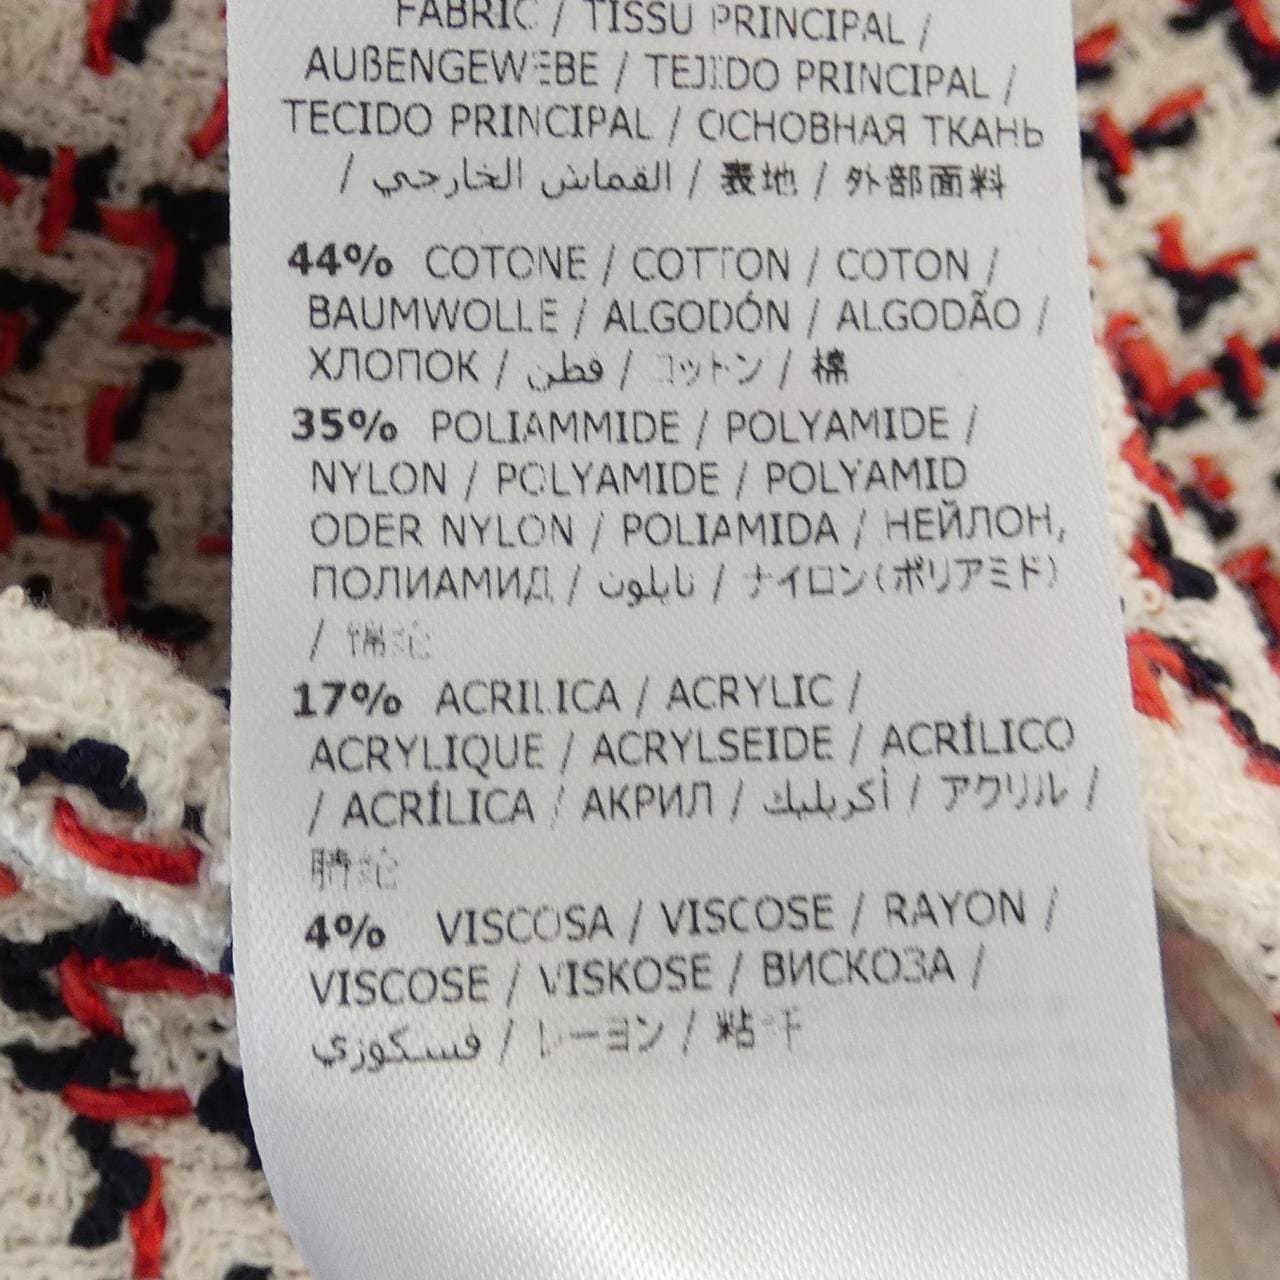 FABRIC / TISSU PRINCIPAL /
AUßENGEWEBE / TEJIDO PRINCIPAL /
TECIDO PRINCIPAL / ОСНОВНАЯ ТКАНЬ
/ القماش الخارجي / 表地 / 外部面料
44% COTONE / COTTON / COTON /
BAUMWOLLE / ALGODÓN / ALGODÃO /
ХЛОПОК / قطن / コットン / 棉
35% POLIAMMIDE / POLYAMIDE /
NYLON / POLYAMIDE / POLYAMID
ODER NYLON / POLIAMIDA / НЕЙЛОН,
ПОЛИАМИД / نايلون / ナイロン(ポリアミド)
/ 锦纶
17% ACRILICA / ACRYLIC /
ACRYLIQUE / ACRYLSEIDE / ACRÍLICO
/ ACRÍLICA / АКРИЛ / أكريليك / アクリル /
腈纶
4% VISCOSA / VISCOSE / RAYON /
VISCOSE / VISKOSE / ВИСКОЗА /
فسكوزي / レーヨン / 粘纤